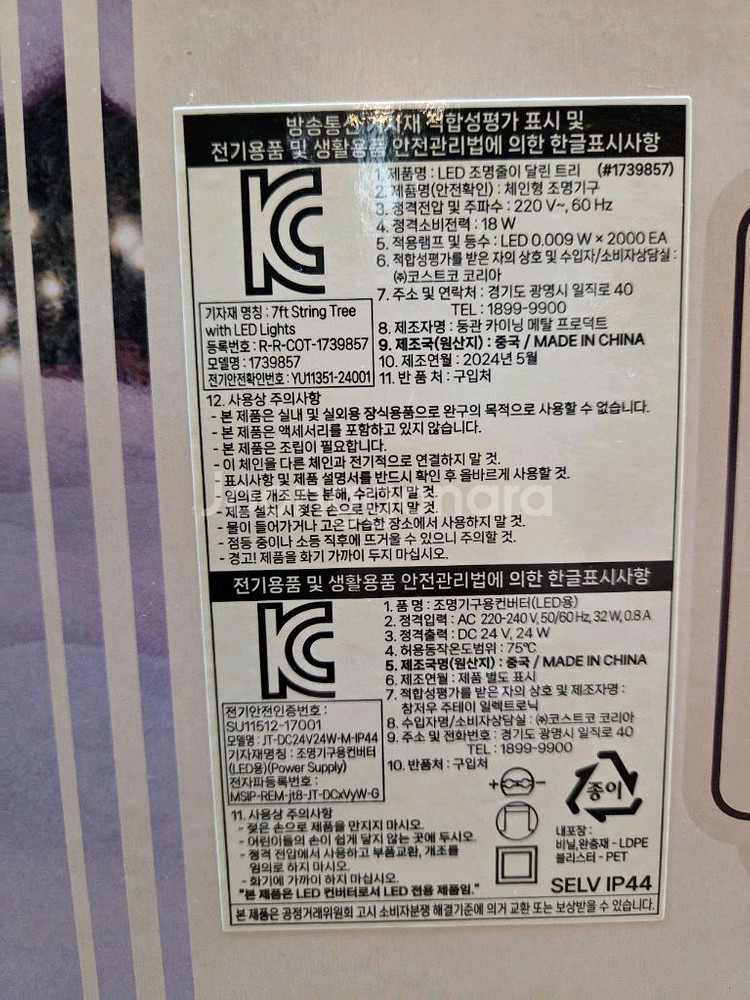 방송통신기자재 적합성평가 표시 및
전기용품 및 생활용품 안전관리법에 의한 한글표시사항
1. 제품명 : LED 조명줄이 달린 트리 (#1739857)
2. 제품명(안전확인) : 체인형 조명기구
3. 정격전압 및 주파수 : 220 V~, 60 Hz
4. 정격소비전력 : 18 W
5. 적용램프 및 등수 : LED 0.009 W × 2000 EA
6. 적합성평가를 받은 자의 상호 및 수입자/소비자상담실 :
㈜코스트코 코리아
7. 주소 및 연락처 : 경기도 광명시 일직로 40
TEL : 1899-9900
8. 제조자명 : 둥관 카이닝 메탈 프로덕트
9. 제조국(원산지) : 중국 / MADE IN CHINA
10. 제조연월 : 2024년 5월
11. 반 품 처 : 구입처
기자재 명칭 : 7ft String Tree
with LED Lights
등록번호 : R-R-COT-1739857
모델명 : 1739857
전기안전확인번호 : YU11351-24001
12. 사용상 주의사항
- 본 제품은 실내 및 실외용 장식용품으로 완구의 목적으로 사용할 수 없습니다.
- 본 제품은 액세서리를 포함하고 있지 않습니다.
- 본 제품은 조립이 필요합니다.
- 이 체인을 다른 체인과 전기적으로 연결하지 말 것.
- 표시사항 및 제품 설명서를 반드시 확인 후 올바르게 사용할 것.
- 임의로 개조 또는 분해, 수리하지 말 것.
- 제품 설치 시 젖은 손으로 만지지 말 것.
- 물이 들어가거나 고온 다습한 장소에서 사용하지 말 것.
- 점등 중이나 소등 직후에 뜨거울 수 있으니 주의할 것.
- 경고! 제품을 화기 가까이 두지 마십시오.
전기용품 및 생활용품 안전관리법에 의한 한글표시사항
1. 품 명 : 조명기구용컨버터(LED용)
2. 정격입력 : AC 220-240 V, 50/60 Hz, 32 W, 0.8 A
3. 정격출력 : DC 24 V, 24 W
4. 허용동작온도범위 : 75℃
5. 제조국명(원산지) : 중국 / MADE IN CHINA
6. 제조연월 : 제품 별도 표시
7. 적합성평가를 받은 자의 상호 및 제조자명 :
창저우 주테이 일렉트로닉
8. 수입자명/소비자상담실 : ㈜코스트코 코리아
9. 주소 및 전화번호 : 경기도 광명시 일직로 40
TEL : 1899-9900
10. 반품처 : 구입처
전기안전인증번호 :
SU11512-17001
모델명 : JT-DC24V24W-M-IP44
기자재명칭 : 조명기구용컨버터
(LED용)(Power Supply)
전자파등록번호 :
MSIP-REM-jt8-JT-DCxVyW-G
11. 사용상 주의사항
- 젖은 손으로 제품을 만지지 마시오.
- 어린이들의 손이 쉽게 닿지 않는 곳에 두시오.
- 정격 전압에서 사용하고 부품교환, 개조를
임의로 하지 마시오.
- 화기에 가까이 하지 마십시오.
"본 제품은 LED 컨버터로서 LED 전용 제품임."
종이
내포장 :
비닐,완충재 - LDPE
블리스터 - PET
SELV IP44
본 제품은 공정거래위원회 고시 소비자분쟁 해결기준에 의거 교환 또는 보상받을 수 있습니다.